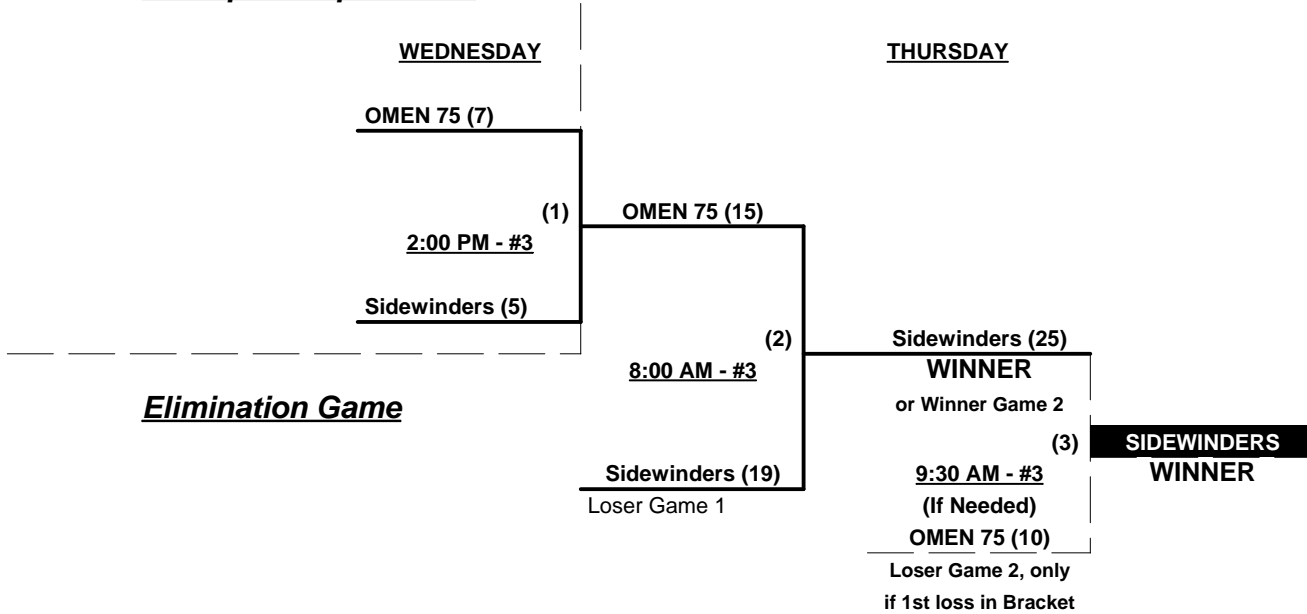 WEDNESDAY
THURSDAY
OMEN 75 (7)
(1)
OMEN 75 (15)
2:00 PM - #3
Sidewinders (5)
(2)
Sidewinders (25)
8:00 AM - #3
WINNER
or Winner Game 2
Elimination Game
(3)
SIDEWINDERS
WINNER
Sidewinders (19)
9:30 AM - #3
Loser Game 1
(If Needed)
OMEN 75 (10)
Loser Game 2, only
if 1st loss in Bracket